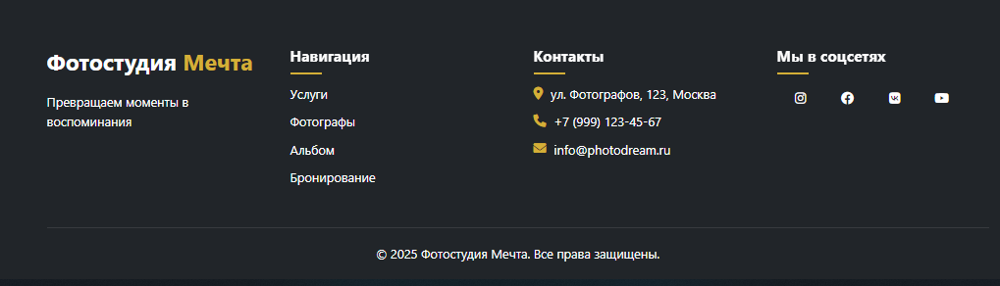 Фотостудия Мечта
Превращаем моменты в
воспоминания
Навигация
Услуги
Фотографы
Альбом
Бронирование
Контакты
ул. Фотографов, 123, Москва
+7 (999) 123-45-67
info@photodream.ru
Мы в соцсетях
© 2025 Фотостудия Мечта. Все права защищены.